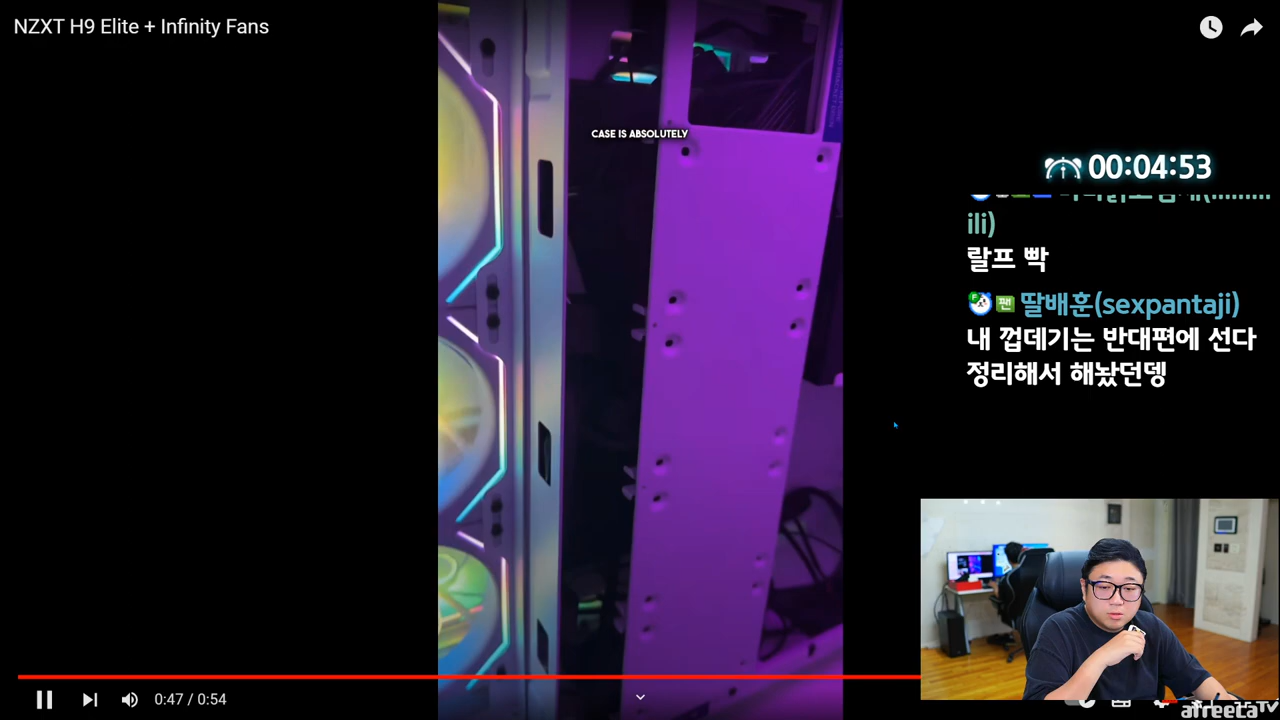 NZXT H9 Elite + Infinity Fans
CASE IS ABSOLUTELY
00:04:53
ili)
랄프 빡
팬 딸배훈(sexpantaji)
내 껍데기는 반대편에 선다
정리해서 해놨던뎅
0:47 / 0:54
afreecaTV